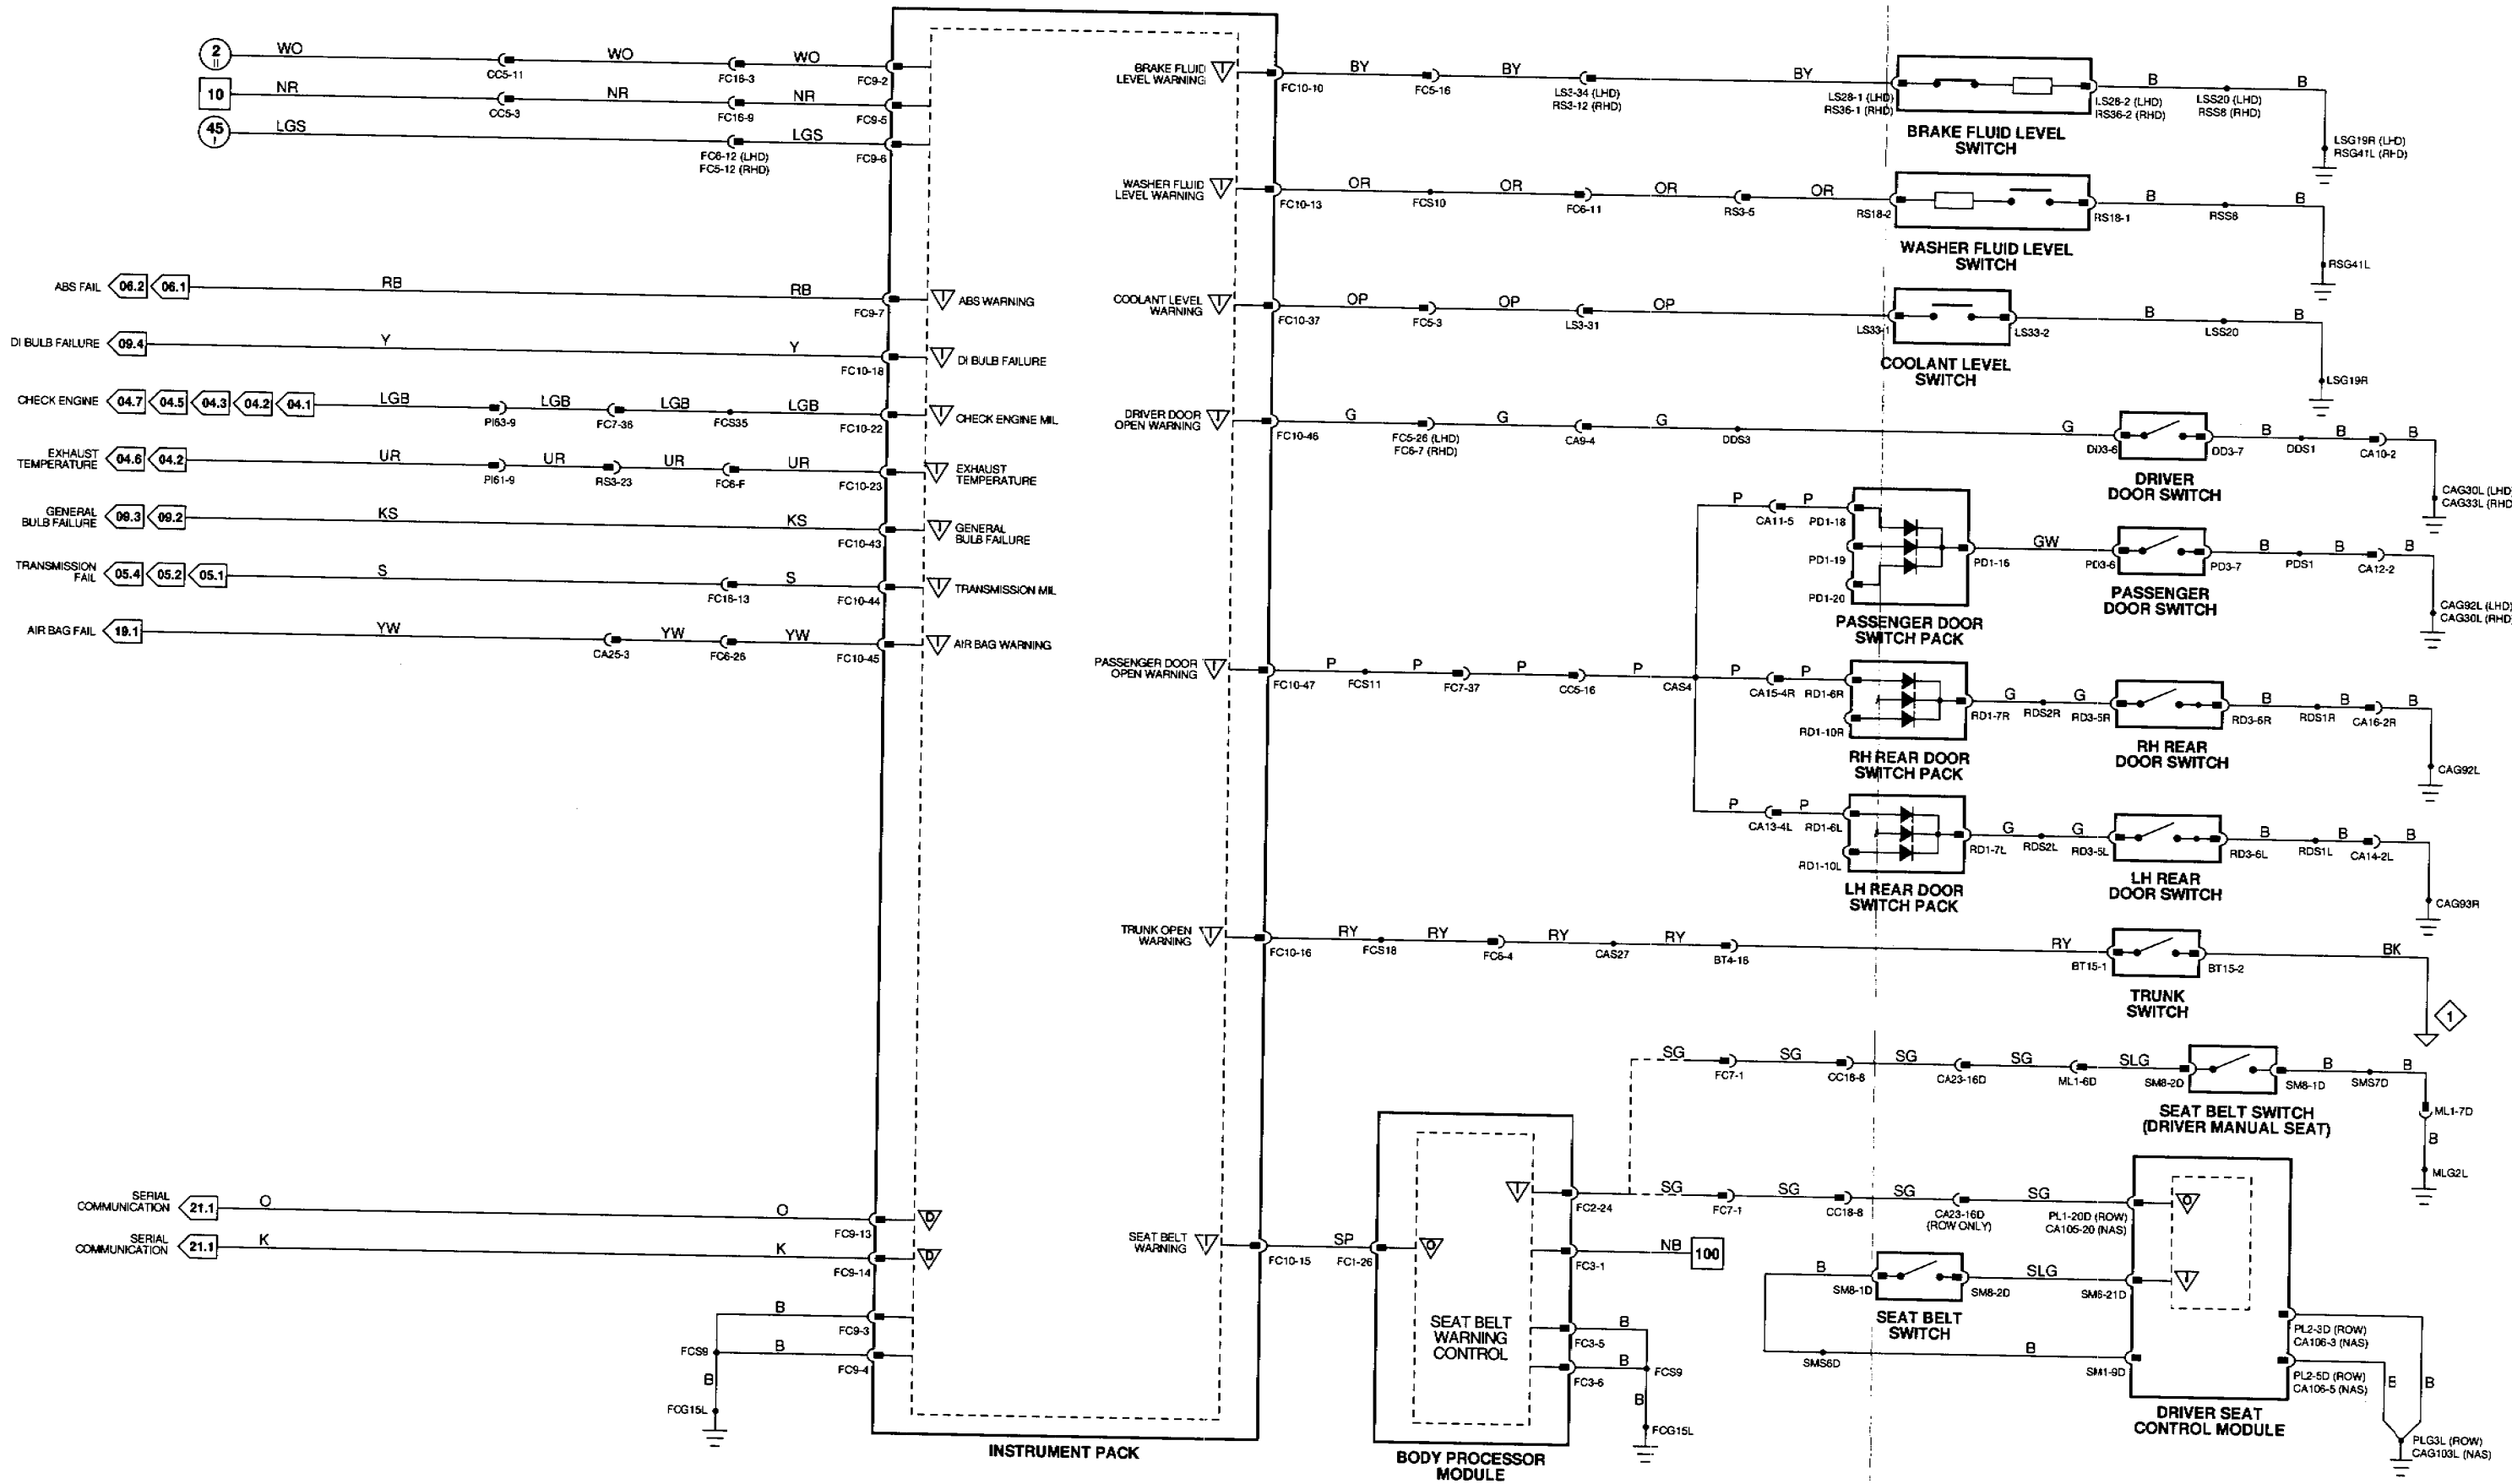 2
II
WO
CC5-11
WO
FC16-3
WO
FC9-2
10
NR
CC5-3
NR
FC16-9
NR
FC9-5
45
I
LGS
FC6-12 (LHD)
FC5-12 (RHD)
LGS
FC9-6
ABS FAIL
06.2
06.1
RB
RB
FC9-7
I
ABS WARNING
DI BULB FAILURE
09.4
Y
Y
FC10-18
I
DI BULB FAILURE
CHECK ENGINE
04.7
04.5
04.3
04.2
04.1
LGB
PI63-9
LGB
FC7-36
LGB
FCS35
LGB
FC10-22
I
CHECK ENGINE MIL
EXHAUST
TEMPERATURE
04.6
04.2
UR
PI61-9
UR
RS3-23
UR
FC6-F
UR
FC10-23
I
EXHAUST
TEMPERATURE
GENERAL
BULB FAILURE
09.3
09.2
KS
KS
FC10-43
I
GENERAL
BULB FAILURE
TRANSMISSION
FAIL
05.4
05.2
05.1
S
FC16-13
S
FC10-44
I
TRANSMISSION MIL
AIR BAG FAIL
19.1
YW
CA25-3
YW
FC6-26
YW
FC10-45
I
AIR BAG WARNING
SERIAL
COMMUNICATION
21.1
O
O
FC9-13
D
SERIAL
COMMUNICATION
21.1
K
K
FC9-14
D
B
FC9-3
FCS9
B
FC9-4
B
FCG15L
INSTRUMENT PACK
BRAKE FLUID
LEVEL WARNING
I
FC10-10
BY
FC5-16
BY
LS3-34 (LHD)
RS3-12 (RHD)
BY
LS28-1 (LHD)
RS36-1 (RHD)
BRAKE FLUID LEVEL
SWITCH
LS28-2 (LHD)
RS36-2 (RHD)
B
LSS20 (LHD)
RSS8 (RHD)
B
LSG19R (LHD)
RSG41L (RHD)
WASHER FLUID
LEVEL WARNING
I
FC10-13
OR
FCS10
OR
FC6-11
OR
RS3-5
OR
RS18-2
WASHER FLUID LEVEL
SWITCH
RS18-1
B
RSS8
B
RSG41L
COOLANT LEVEL
WARNING
I
FC10-37
OP
FC5-3
OP
LS3-31
OP
LS33-1
COOLANT LEVEL
SWITCH
LS33-2
B
LSS20
B
LSG19R
DRIVER DOOR
OPEN WARNING
I
FC10-46
G
FC5-26 (LHD)
FC6-7 (RHD)
G
CA9-4
G
DDS3
G
DD3-6
DRIVER
DOOR SWITCH
DD3-7
B
DDS1
B
CA10-2
B
CAG30L (LHD)
CAG33L (RHD
PASSENGER DOOR
OPEN WARNING
I
FC10-47
P
FCS11
P
FC7-37
P
CC5-16
P
CAS4
P
CA11-5
P
PD1-18
PD1-19
PD1-20
PASSENGER DOOR
SWITCH PACK
PD1-16
GW
PD3-6
PASSENGER
DOOR SWITCH
PD3-7
B
PDS1
B
CA12-2
B
CAG92L (LHD)
CAG30L (RHD)
P
CA15-4R
P
RD1-6R
RD1-10R
RH REAR DOOR
SWITCH PACK
RD1-7R
G
RDS2R
G
RD3-5R
RH REAR
DOOR SWITCH
RD3-6R
B
RDS1R
B
CA16-2R
B
CAG92L
P
CA13-4L
P
RD1-6L
RD1-10L
LH REAR DOOR
SWITCH PACK
RD1-7L
G
RDS2L
G
RD3-5L
LH REAR
DOOR SWITCH
RD3-6L
B
RDS1L
B
CA14-2L
B
CAG93R
TRUNK OPEN
WARNING
I
FC10-16
RY
FCS18
RY
FC6-4
RY
CAS27
RY
BT4-16
RY
BT15-1
TRUNK
SWITCH
BT15-2
BK
1
SG
FC7-1
SG
CC18-8
SG
CA23-16D
SG
ML1-6D
SLG
SM8-2D
SEAT BELT SWITCH
(DRIVER MANUAL SEAT)
SM8-1D
B
SMS7D
B
ML1-7D
B
MLG2L
SEAT BELT
WARNING
I
FC10-15
SP
FC1-26
O
SEAT BELT
WARNING
CONTROL
I
FC2-24
SG
FC7-1
SG
CC18-8
SG
CA23-16D
(ROW ONLY)
SG
PL1-20D (ROW)
CA105-20 (NAS)
O
FC3-1
NB
100
FC3-5
B
FC3-6
B
FCS9
B
FCG15L
BODY PROCESSOR
MODULE
B
SM8-1D
SEAT BELT
SWITCH
SM8-2D
SLG
SM6-21D
I
SMS6D
B
SM1-9D
PL2-3D (ROW)
CA106-3 (NAS)
PL2-5D (ROW)
CA106-5 (NAS)
B
B
DRIVER SEAT
CONTROL MODULE
PLG3L (ROW)
CAG103L (NAS)